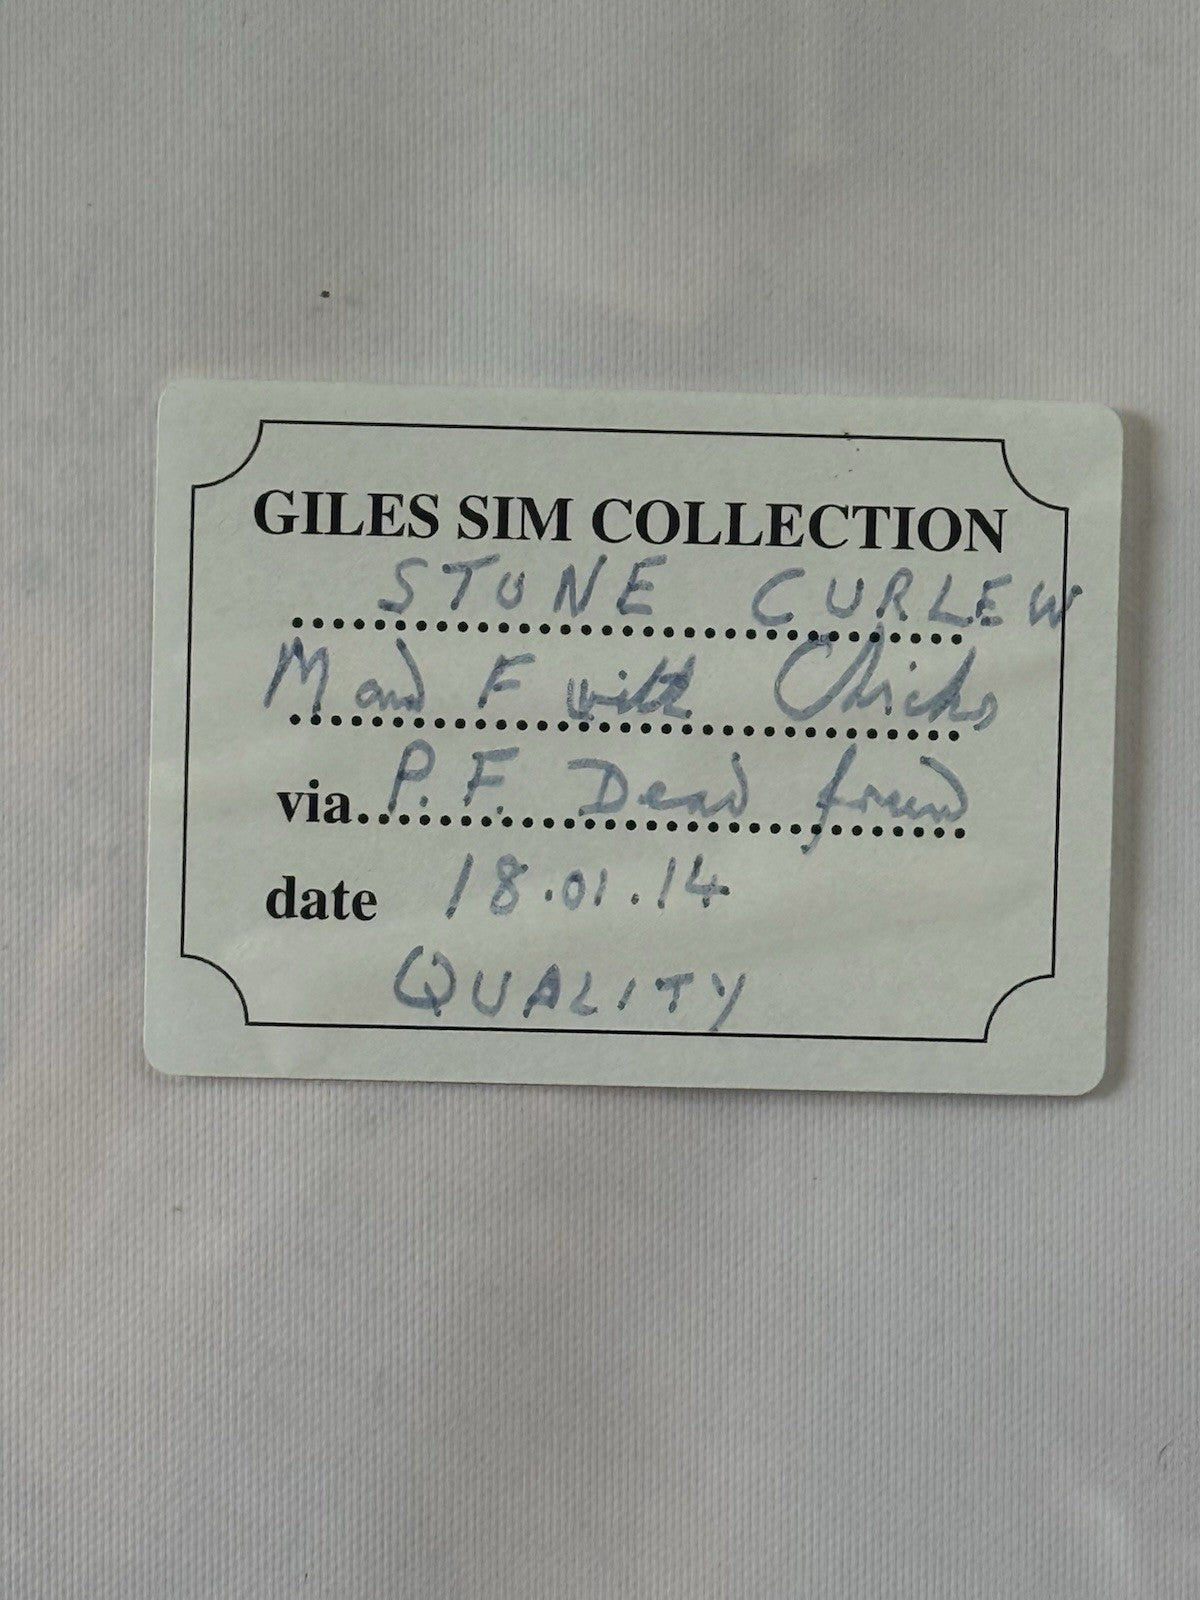 GILES SIM COLLECTION
STONE CURLEW
M and F with Chicks
via P.F. Dead found
date 18.01.14
QUALITY